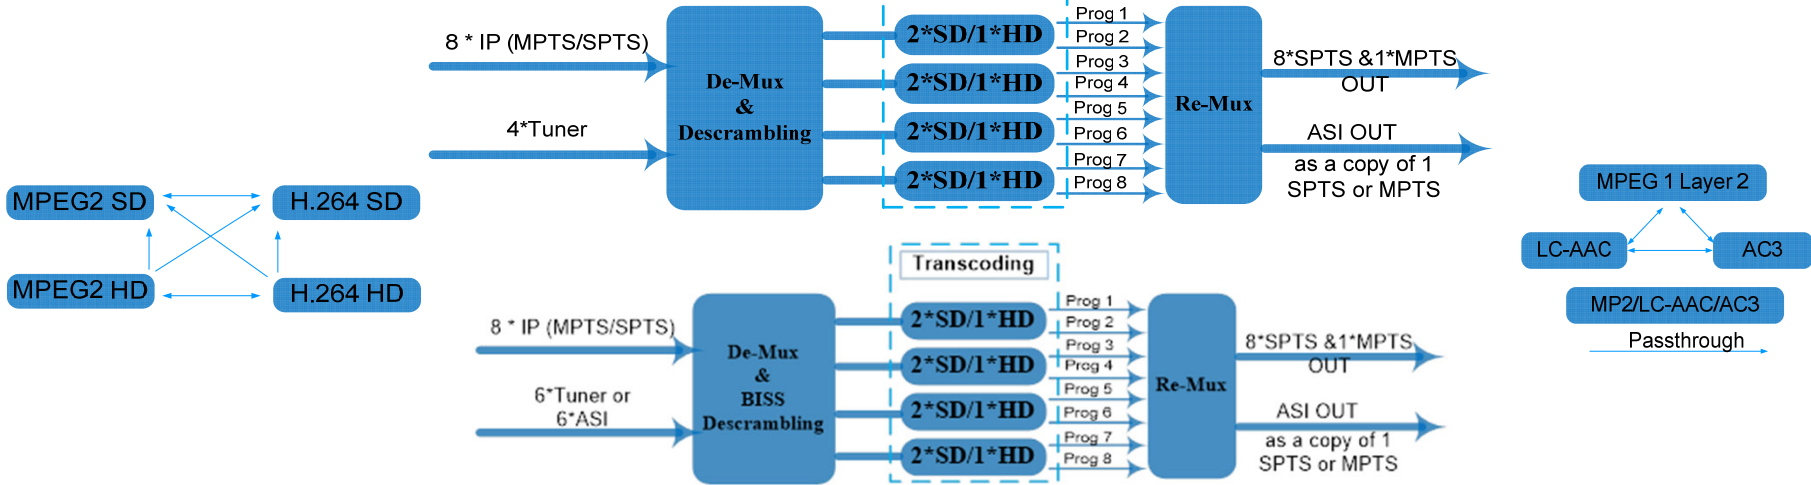 MPEG2 SD
H.264 SD
MPEG2 HD
H.264 HD
8 * IP (MPTS/SPTS)
4*Tuner
De-Mux
&
Descrambling
2*SD/1*HD
2*SD/1*HD
2*SD/1*HD
2*SD/1*HD
Prog 1
Prog 2
Prog 3
Prog 4
Prog 5
Prog 6
Prog 7
Prog 8
Re-Mux
8*SPTS &1*MPTS
OUT
ASI OUT
as a copy of 1
SPTS or MPTS
8 * IP (MPTS/SPTS)
6*Tuner or
6*ASI
De-Mux
&
BISS
Descrambling
Transcoding
2*SD/1*HD
2*SD/1*HD
2*SD/1*HD
2*SD/1*HD
Prog 1
Prog 2
Prog 3
Prog 4
Prog 5
Prog 6
Prog 7
Prog 8
Re-Mux
8*SPTS &1*MPTS
OUT
ASI OUT
as a copy of 1
SPTS or MPTS
MPEG 1 Layer 2
LC-AAC
AC3
MP2/LC-AAC/AC3
Passthrough